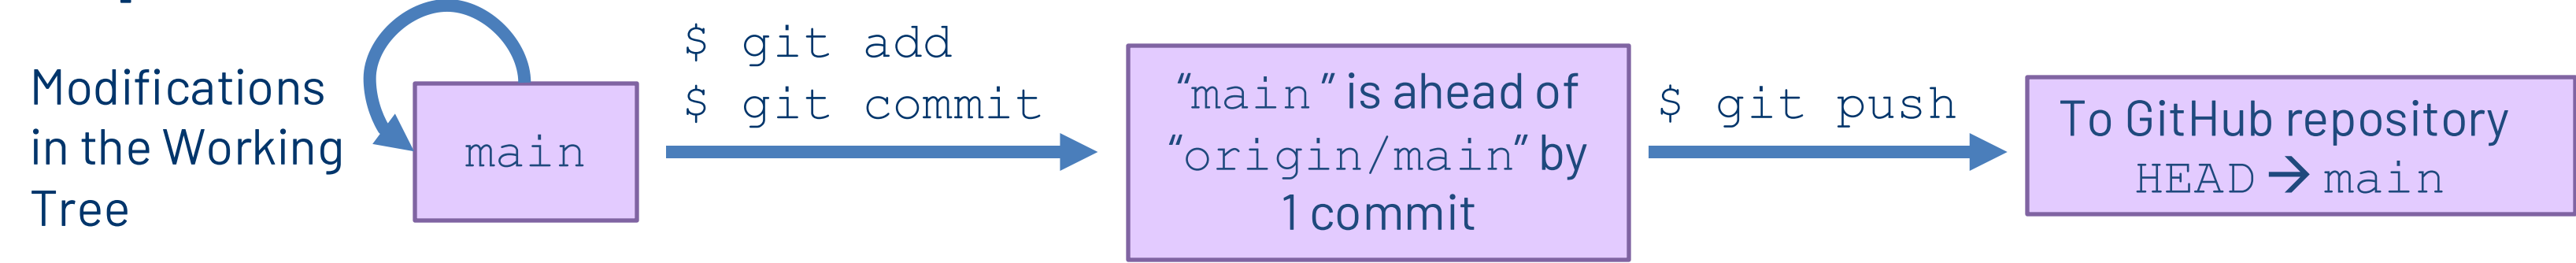 Modifications
in the Working
Tree
main
$ git add
$ git commit
“main” is ahead of
“origin/main” by
1 commit
$ git push
To GitHub repository
HEAD → main